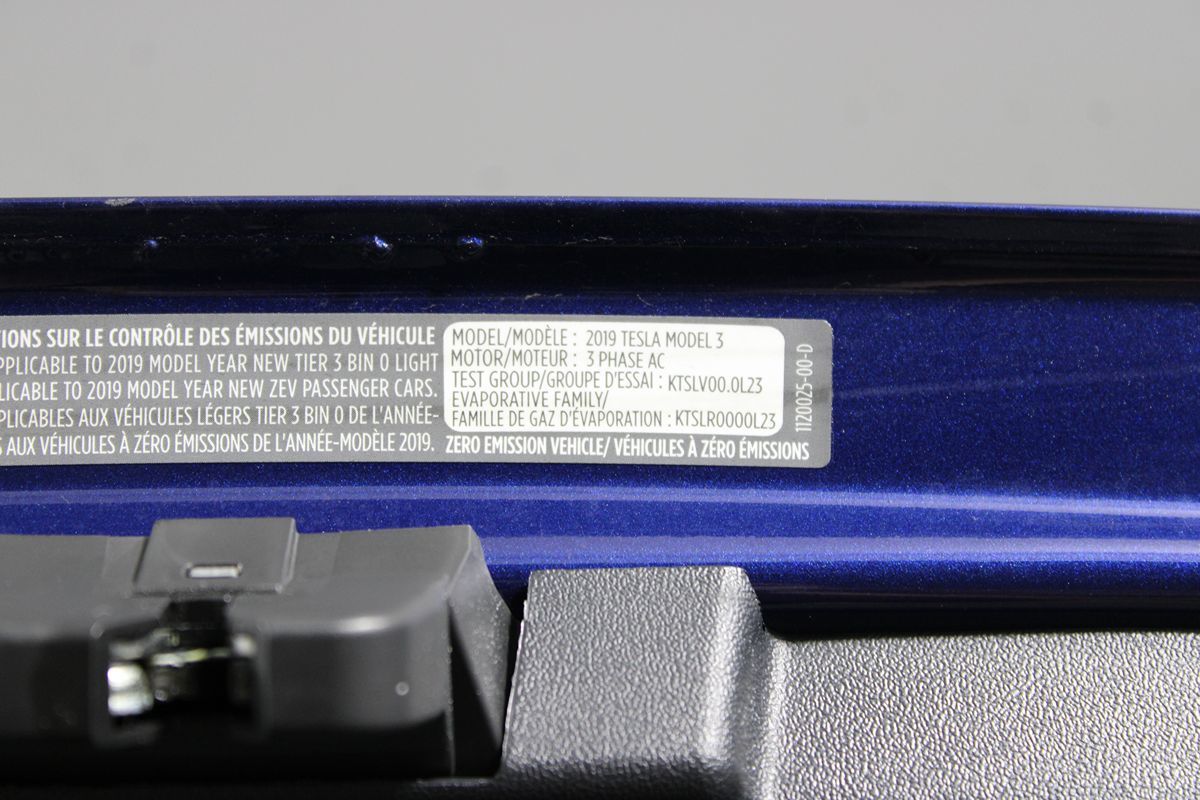 TIONS SUR LE CONTRÔLE DES ÉMISSIONS DU VÉHICULE
PPLICABLE TO 2019 MODEL YEAR NEW TIER 3 BIN 0 LIGHT
LICABLE TO 2019 MODEL YEAR NEW ZEV PASSENGER CARS.
PPLICABLES AUX VÉHICULES LÉGERS TIER 3 BIN 0 DE L'ANNÉE-
S AUX VÉHICULES À ZÉRO ÉMISSIONS DE L'ANNÉE-MODÈLE 2019.
MODEL/MODÈLE : 2019 TESLA MODEL 3
MOTOR/MOTEUR : 3 PHASE AC
TEST GROUP/GROUPE D'ESSAI : KTSLV00.0L23
EVAPORATIVE FAMILY/
FAMILLE DE GAZ D'ÉVAPORATION : KTSLR0000L23
ZERO EMISSION VEHICLE/ VÉHICULES À ZÉRO ÉMISSIONS
1120025-00-D